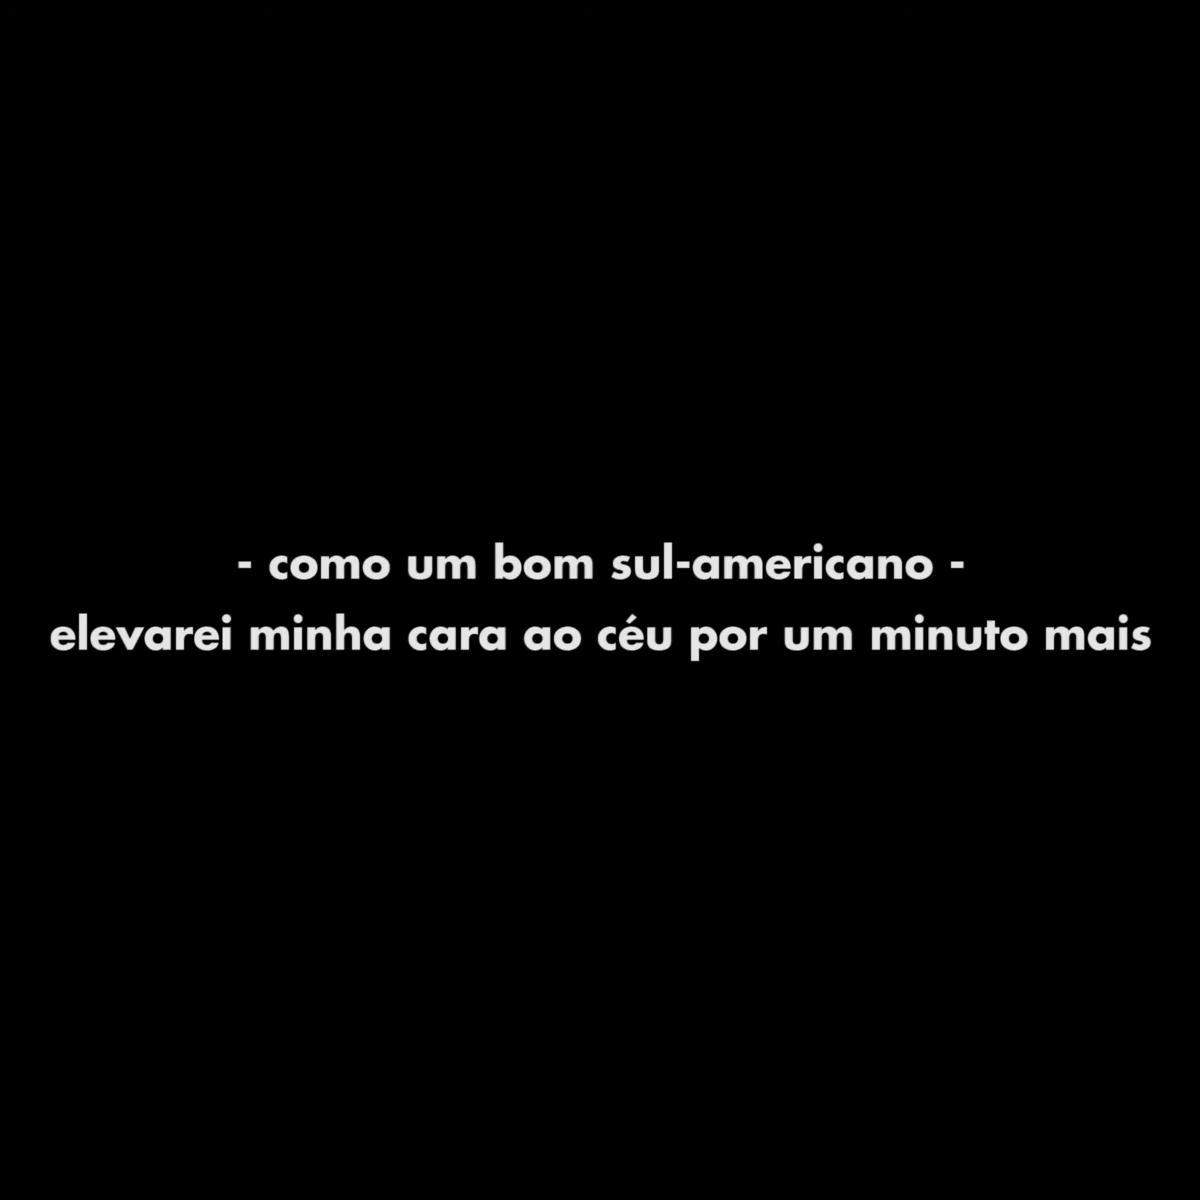 - como um bom sul-americano -
elevarei minha cara ao céu por um minuto mais